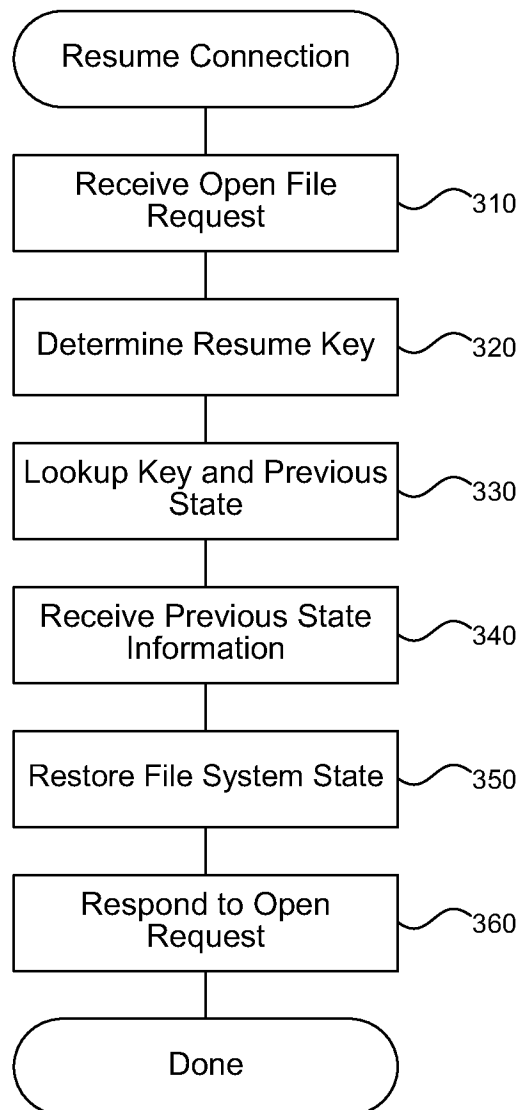 Resume Connection
Receive Open File
Request
310
Determine Resume Key
320
Lookup Key and Previous
State
330
Receive Previous State
Information
340
Restore File System State
350
Respond to Open
Request
360
Done